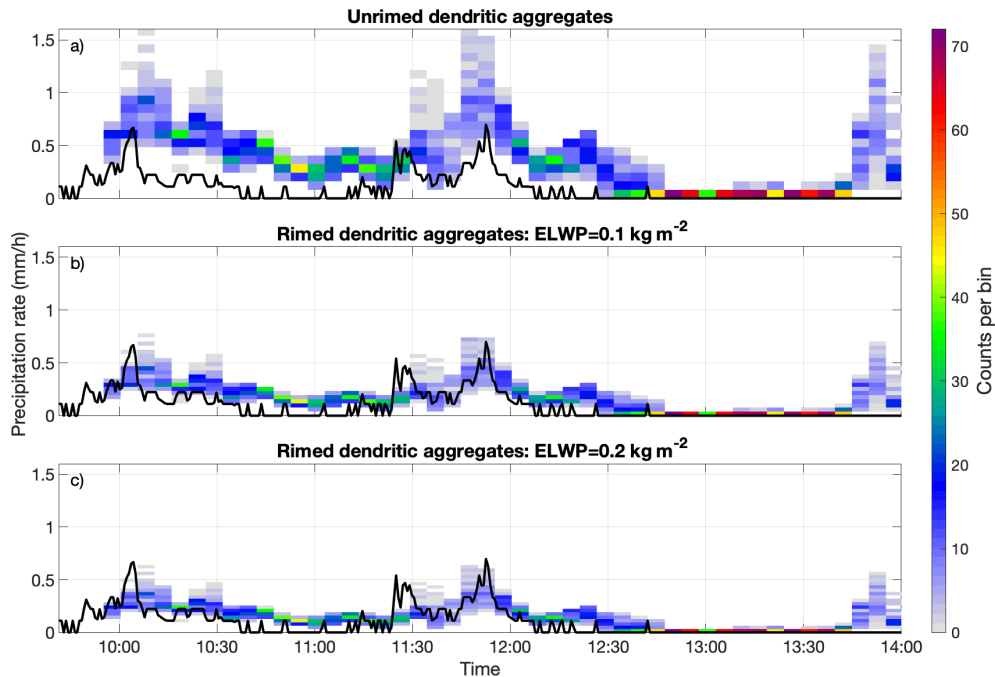 Unrimed dendritic aggregates
a)
1.5
1
0.5
0
Rimed dendritic aggregates: ELWP=0.1 kg m⁻²
b)
1.5
1
0.5
0
Rimed dendritic aggregates: ELWP=0.2 kg m⁻²
c)
1.5
1
0.5
0
10:00 10:30 11:00 11:30 12:00 12:30 13:00 13:30 14:00
Time
Precipitation rate (mm/h)
70
60
50
40
30
20
10
0
Counts per bin